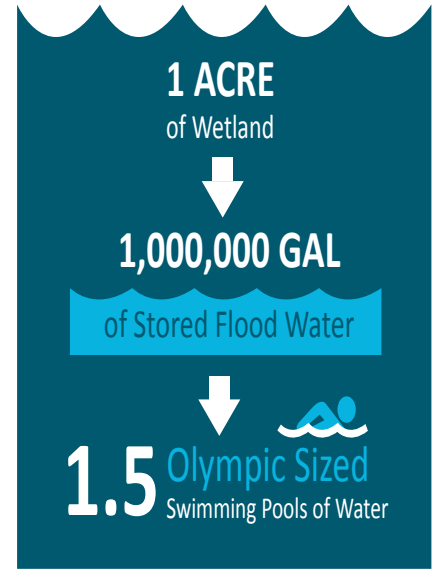 1 ACRE
of Wetland
1,000,000 GAL
of Stored Flood Water
1.5 Olympic Sized
Swimming Pools of Water